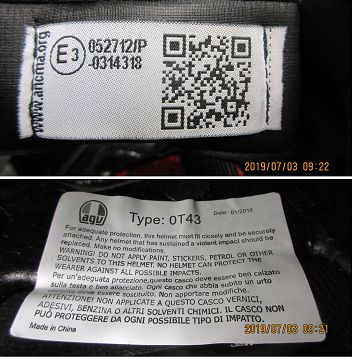 www.ancma.org
E3
052712/P
-0314318
2019/07/03 09:22
agv
Type: 0T43
Date: 01/2018
For adequate protection, this helmet must fit closely and be securely
attached. Any helmet that has sustained a violent impact should be
replaced. Make no modifications.
WARNING! DO NOT APPLY PAINT, STICKERS, PETROL OR OTHER
SOLVENTS TO THIS HELMET. NO HELMET CAN PROTECT THE
WEARER AGAINST ALL POSSIBLE IMPACTS.
Per un'adeguata protezione, questo casco deve essere ben calzato
sulla testa e ben allacciato. Ogni casco che abbia subito un urto
violento deve essere sostituito. Non apportare modifiche.
ATTENZIONE! NON APPLICARE A QUESTO CASCO VERNICI,
ADESIVI, BENZINA O ALTRI SOLVENTI CHIMICI. IL CASCO NON
PUÒ PROTEGGERE DA OGNI POSSIBILE TIPO DI IMPATTO.
Made in China
2019/07/03 09:21